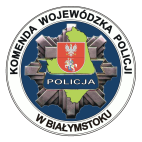 KOMENDA WOJEWÓDZKA POLICJI
POLICJA
W BIAŁYMSTOKU